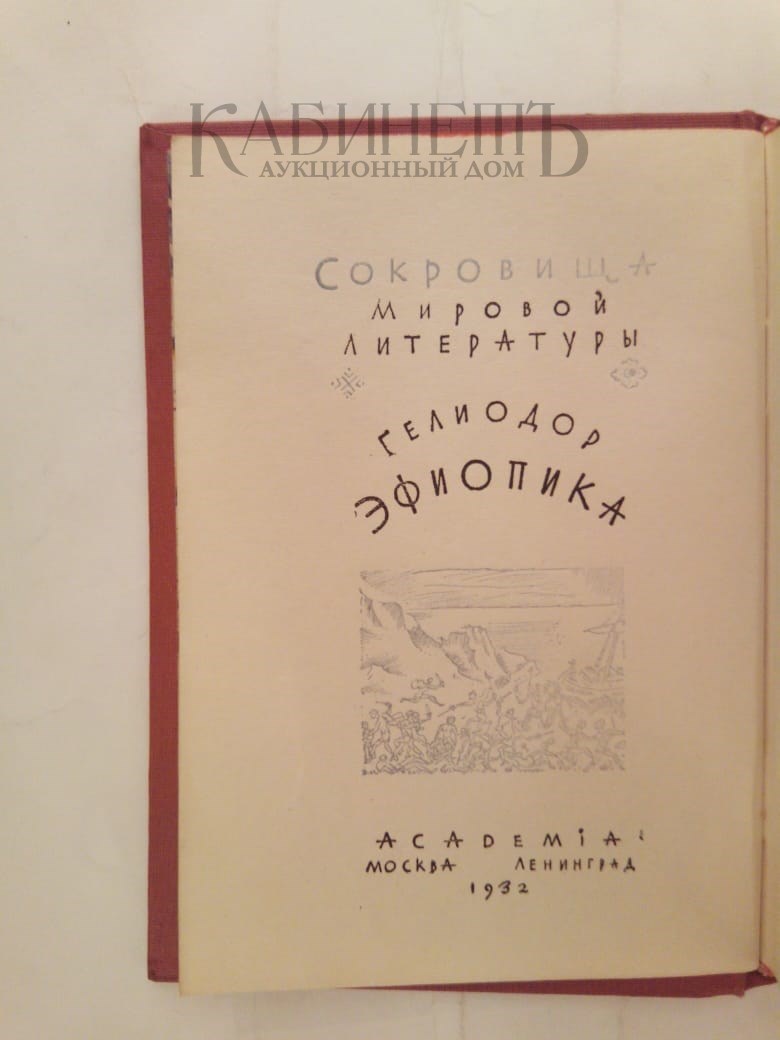 КАБИНЕТЪ
АУКЦИОННЫЙ ДОМ
СОКРОВИЩА
МИРОВОЙ
ЛИТЕРАТУРЫ
ГЕЛИОДОР
ЭФИОПИКА
ACADEMiA
МОСКВА ЛЕНИНГРАД
1932